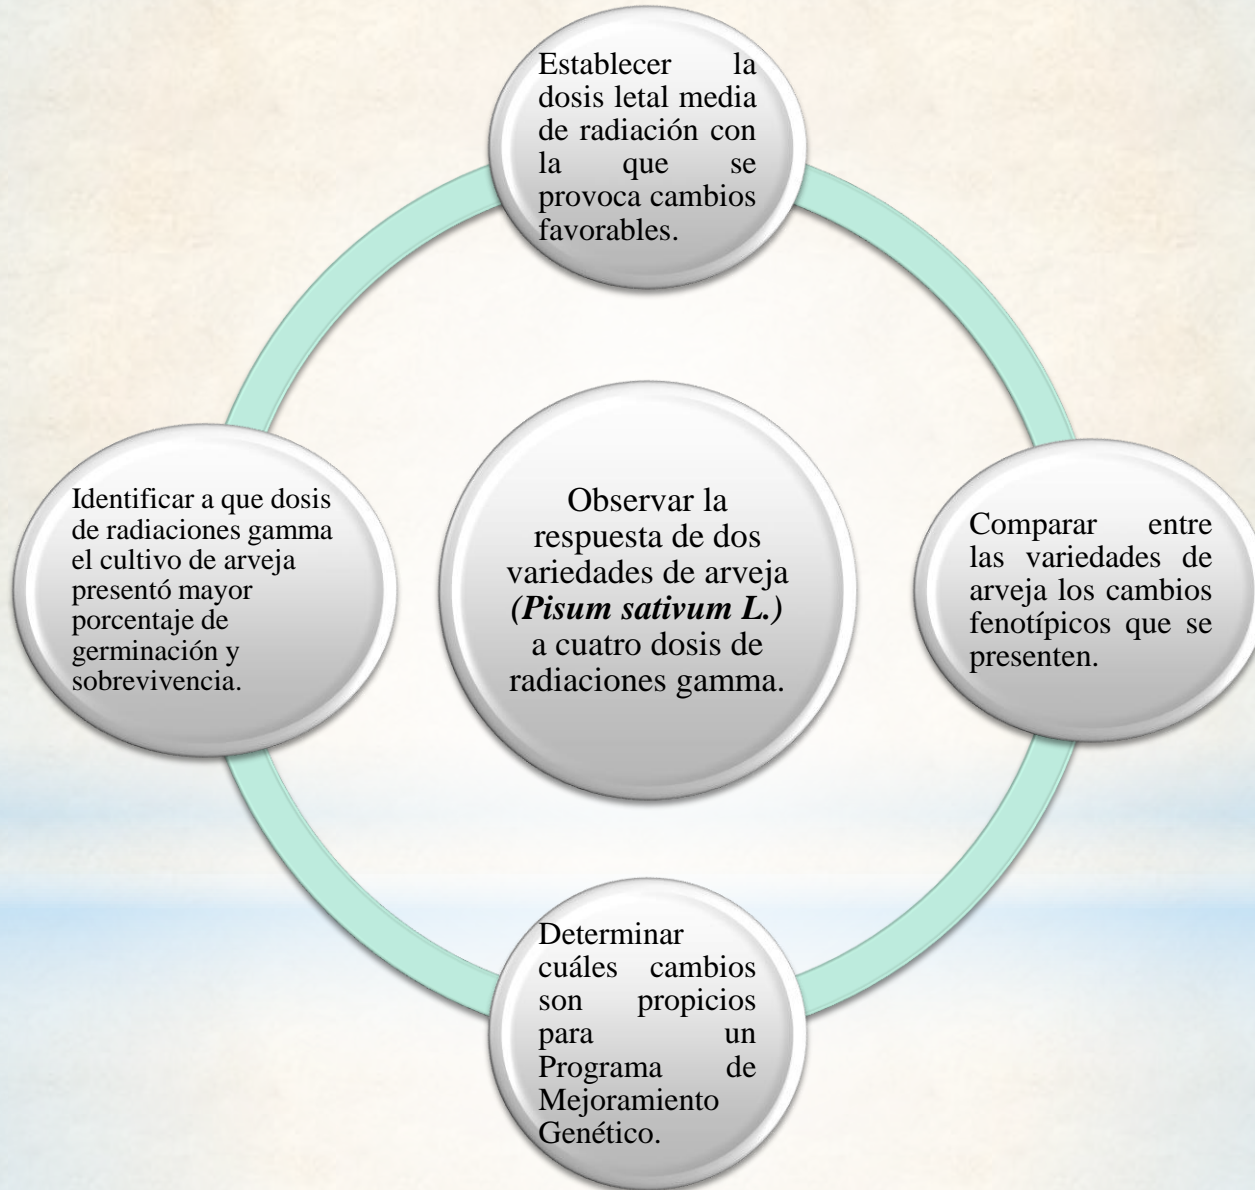 Establecer la
dosis letal media
de radiación con
la que se
provoca cambios
favorables.
Identificar a que dosis
de radiaciones gamma
el cultivo de arveja
presentó mayor
porcentaje de
germinación y
sobrevivencia.
Observar la
respuesta de dos
variedades de arveja
(Pisum sativum L.)
a cuatro dosis de
radiaciones gamma.
Comparar entre
las variedades de
arveja los cambios
fenotípicos que se
presenten.
Determinar
cuáles cambios
son propicios
para un
Programa de
Mejoramiento
Genético.